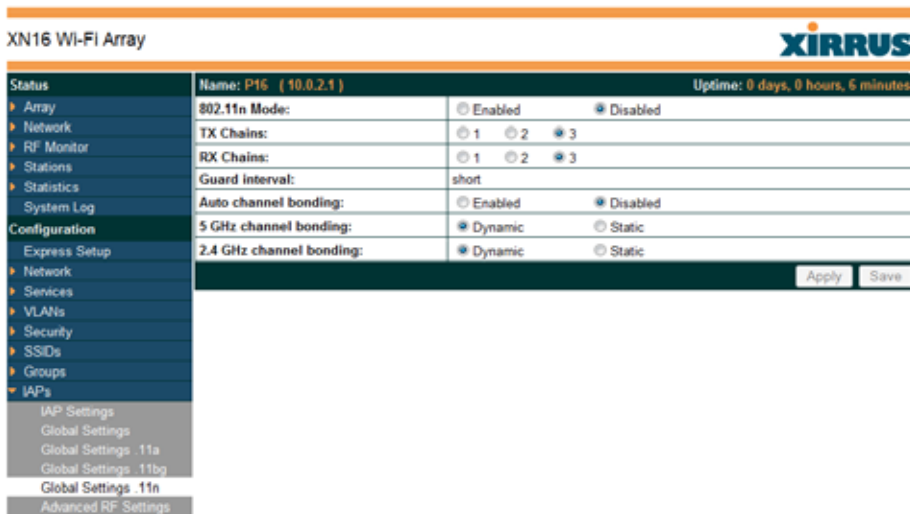 XN16 Wi-Fi Array
XIRRUS
Status
Array
Network
RF Monitor
Stations
Statistics
System Log
Configuration
Express Setup
Network
Services
VLANs
Security
SSIDs
Groups
IAPs
IAP Settings
Global Settings
Global Settings .11a
Global Settings .11bg
Global Settings .11n
Advanced RF Settings
Name: P16 ( 10.0.2.1 ) Uptime: 0 days, 0 hours, 6 minutes
802.11n Mode: Enabled Disabled
TX Chains: 1 2 3
RX Chains: 1 2 3
Guard interval: short
Auto channel bonding: Enabled Disabled
5 GHz channel bonding: Dynamic Static
2.4 GHz channel bonding: Dynamic Static
Apply Save